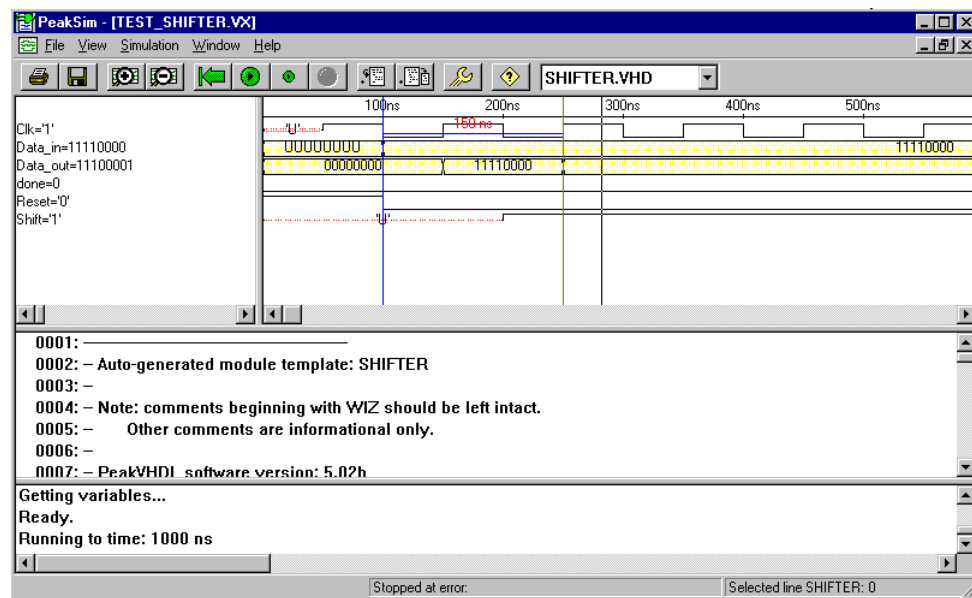 PeakSim - [TEST_SHIFTER.VX]
File View Simulation Window Help
SHIFTER.VHD
100ns 200ns 300ns 400ns 500ns
Clk='1' 'U' 150 ns
Data_in=11110000 UUUUUUUU 11110000
Data_out=11100001 00000000 11110000
done=0
Reset='0'
Shift='1' 'U'
0001: ————————————————
0002: – Auto-generated module template: SHIFTER
0003: –
0004: – Note: comments beginning with WIZ should be left intact.
0005: – Other comments are informational only.
0006: –
0007: – PeakVHDL software version: 5.02b
Getting variables...
Ready.
Running to time: 1000 ns
Stopped at error: Selected line SHIFTER: 0